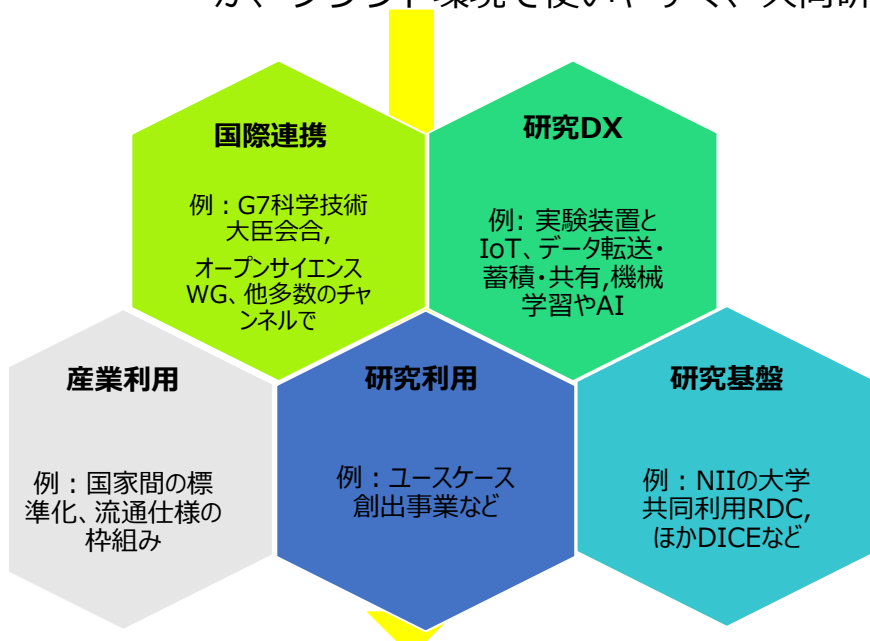 国際連携
例：G7科学技術
大臣会合,
オープンサイエンス
WG、他多数のチャ
ンネルで
研究DX
例: 実験装置と
IoT、データ転送・
蓄積・共有,機械
学習やAI
産業利用
例：国家間の標
準化、流通仕様の
枠組み
研究利用
例：ユースケース
創出事業など
研究基盤
例：NIIの大学
共同利用RDC,
ほかDICEなど